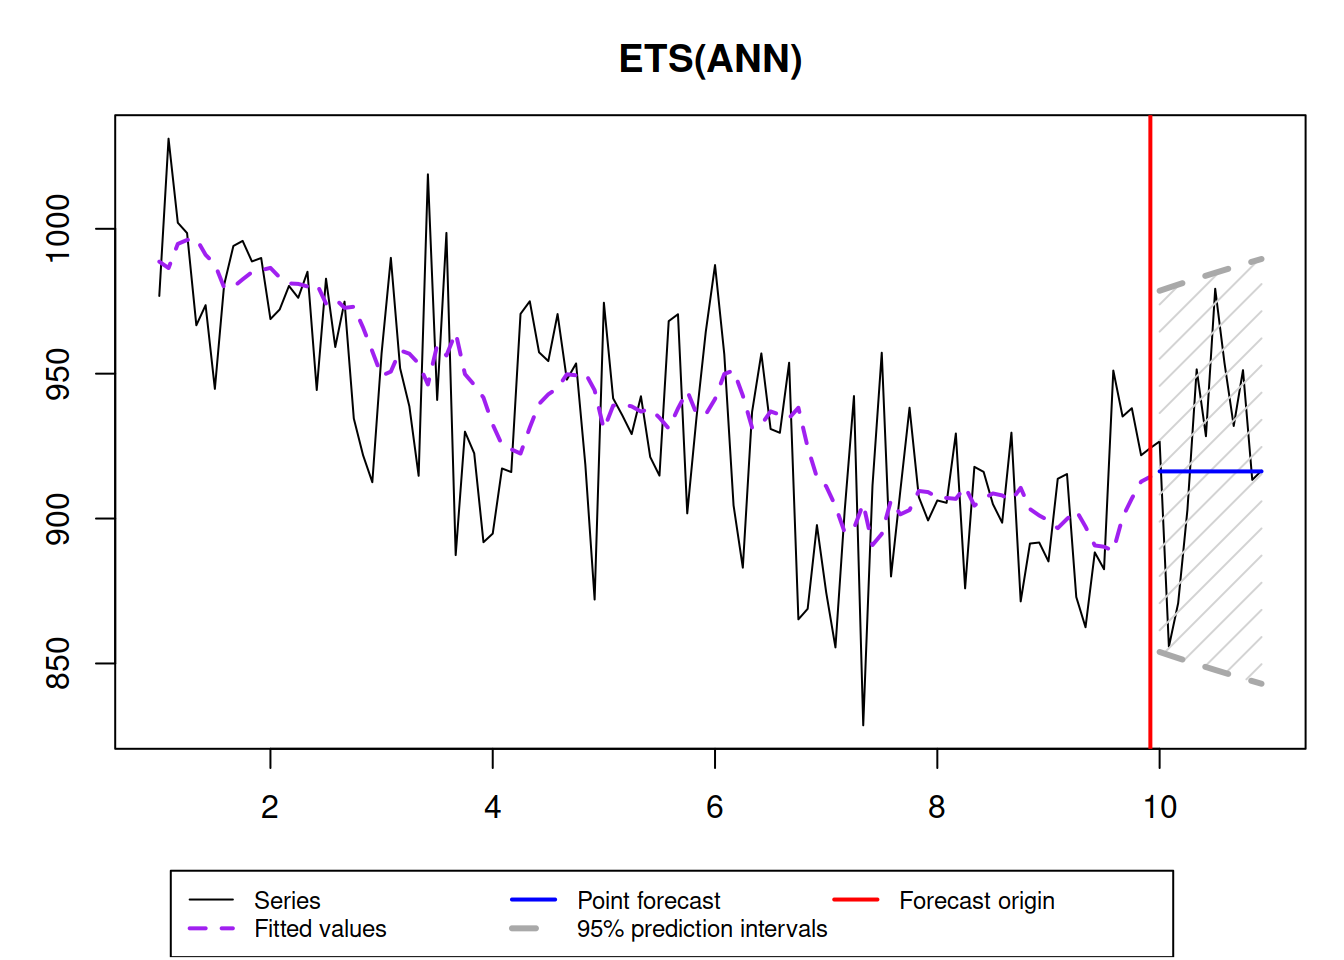 ETS(ANN)
1000
950
900
850
2 4 6 8 10
Series Point forecast Forecast origin
Fitted values 95% prediction intervals